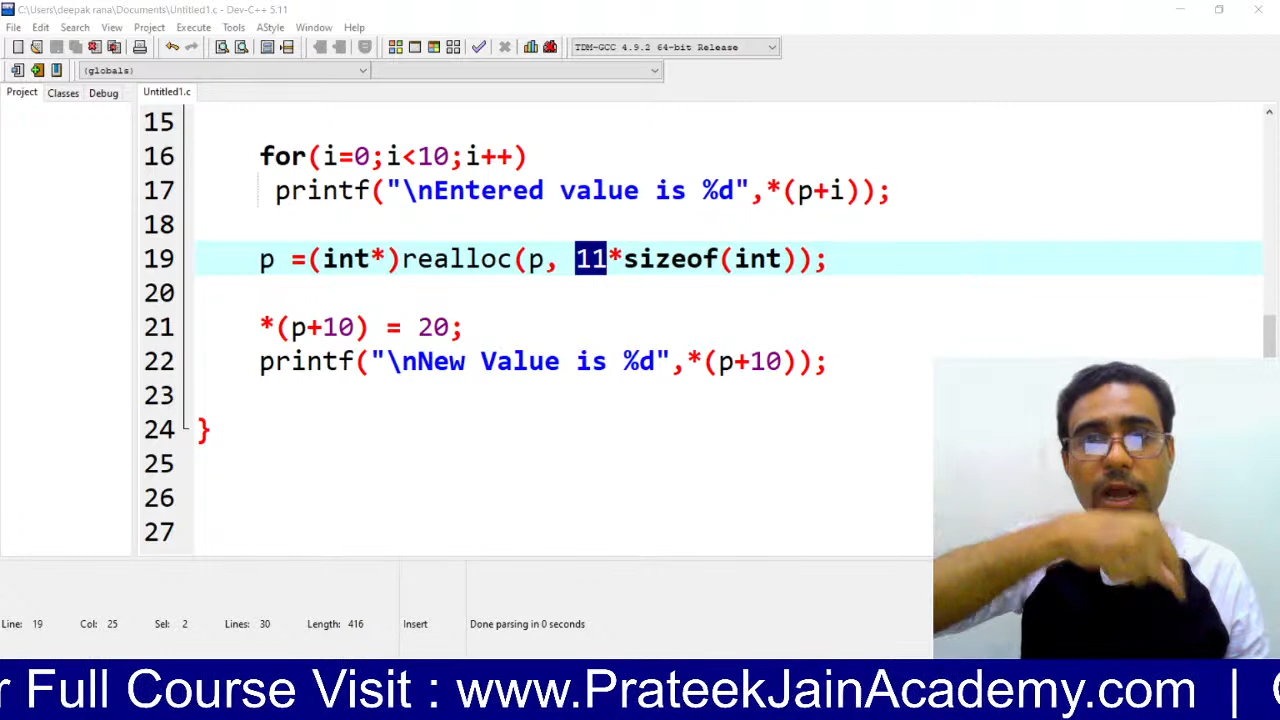 C:\Users\deepak rana\Documents\Untitled1.c - Dev-C++ 5.11
File Edit Search View Project Execute Tools AStyle Window Help
TDM-GCC 4.9.2 64-bit Release
(globals)
Project Classes Debug Untitled1.c
15
16 for(i=0;i<10;i++)
17 printf("\nEntered value is %d",*(p+i));
18
19 p =(int*)realloc(p, 11*sizeof(int));
20
21 *(p+10) = 20;
22 printf("\nNew Value is %d",*(p+10));
23
24 }
25
26
27
Line: 19 Col: 25 Sel: 2 Lines: 30 Length: 416 Insert Done parsing in 0 seconds
r Full Course Visit : www.PrateekJainAcademy.com |